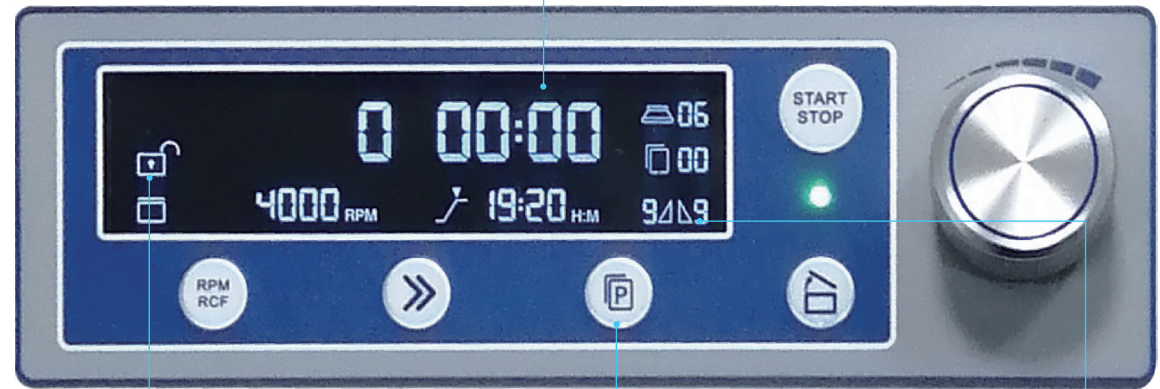 0 00:00 06
00
4000 RPM 19:20 H:M 9 9
START
STOP
RPM
RCF
P